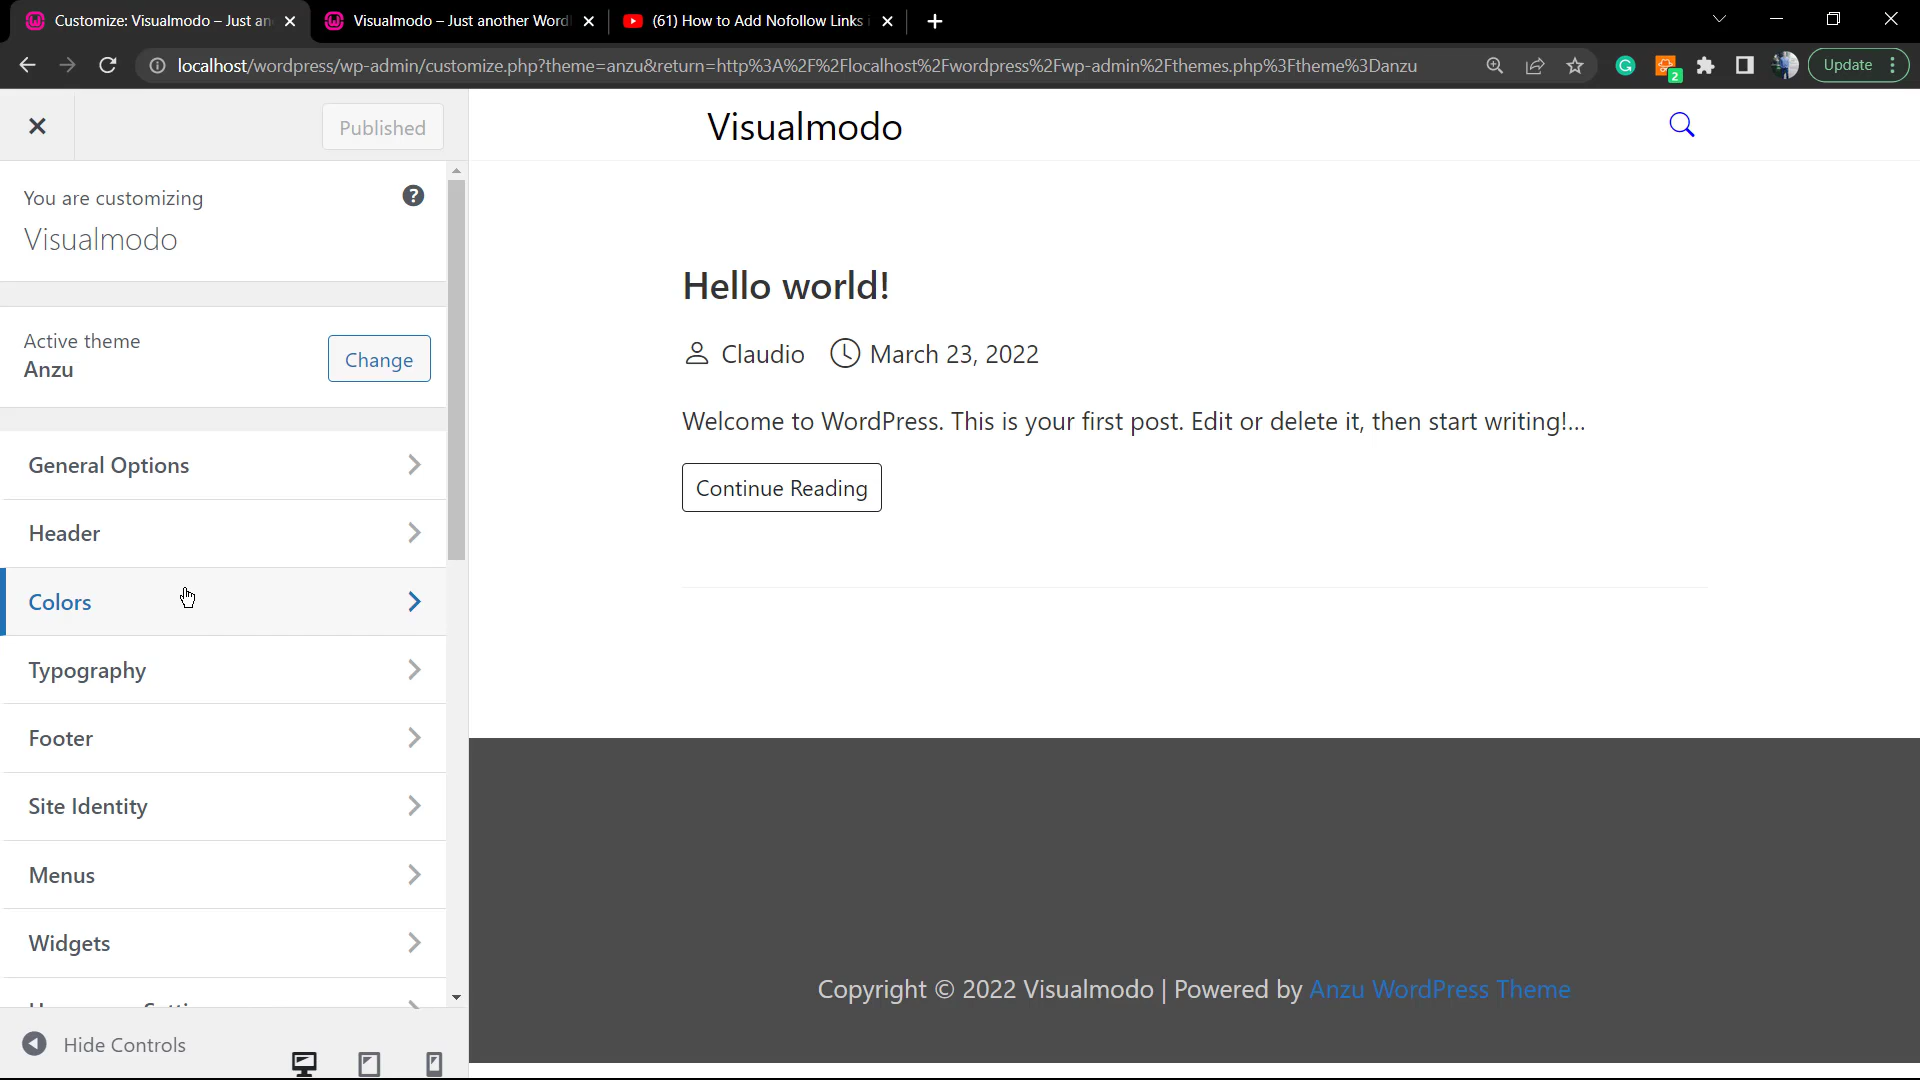 Customize: Visualmodo – Just an
Visualmodo – Just another Word
(61) How to Add Nofollow Links i
localhost/wordpress/wp-admin/customize.php?theme=anzu&return=http%3A%2F%2Flocalhost%2Fwordpress%2Fwp-admin%2Fthemes.php%3Ftheme%3Danzu
2
Update
Published
Visualmodo
You are customizing
Visualmodo
Active theme
Anzu
Change
General Options
Header
Colors
Typography
Footer
Site Identity
Menus
Widgets
Hide Controls
Hello world!
Claudio March 23, 2022
Welcome to WordPress. This is your first post. Edit or delete it, then start writing!...
Continue Reading
Copyright © 2022 Visualmodo | Powered by Anzu WordPress Theme